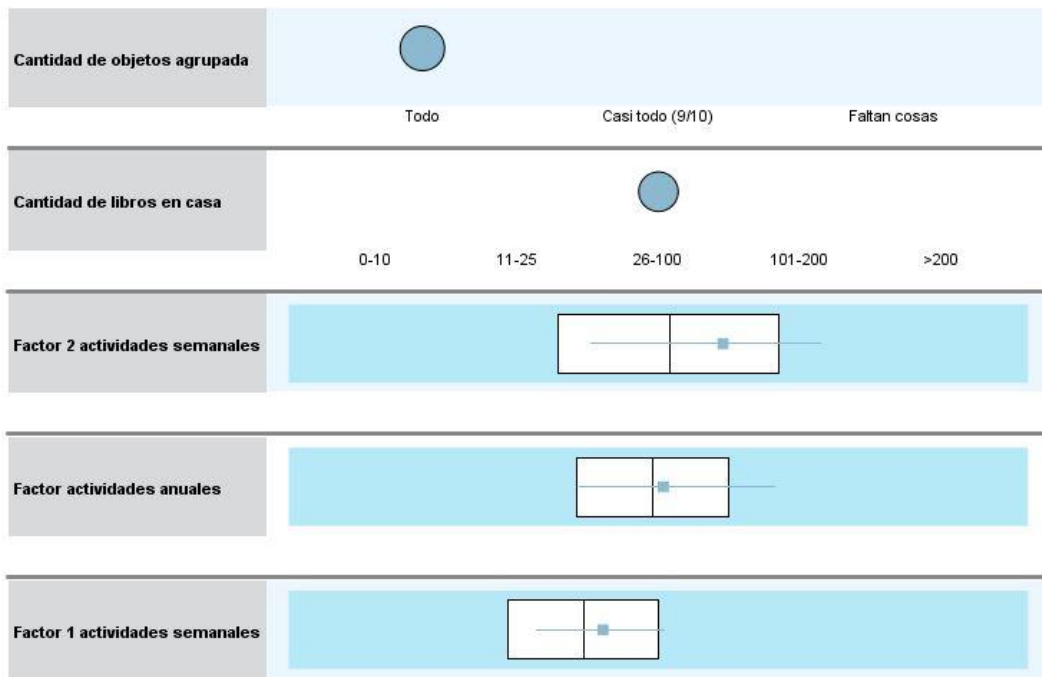 Cantidad de objetos agrupada
Todo Casi todo (9/10) Faltan cosas
Cantidad de libros en casa
0-10 11-25 26-100 101-200 >200
Factor 2 actividades semanales
Factor actividades anuales
Factor 1 actividades semanales